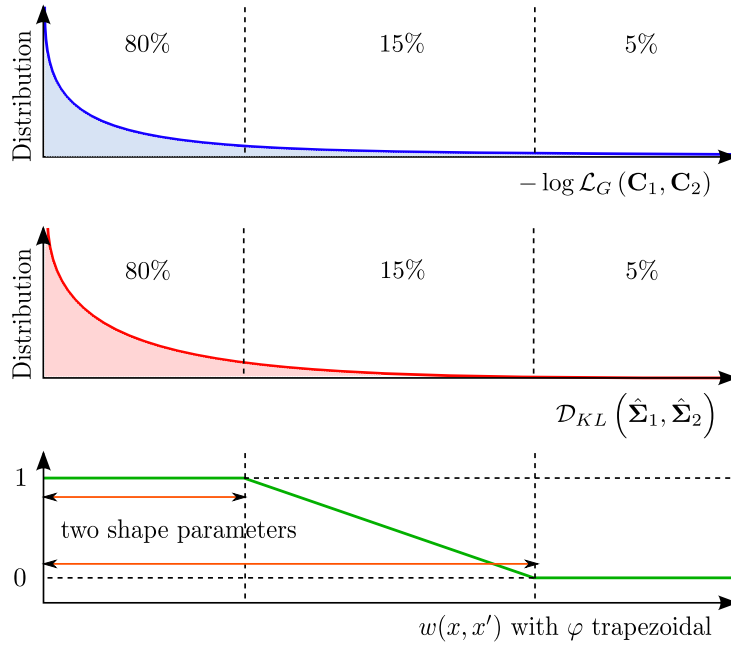 80% 15% 5%
Distribution
− log ℒ_G (C₁, C₂)
80% 15% 5%
Distribution
𝒟_KL (Σ̂₁, Σ̂₂)
1
two shape parameters
0
w(x, x′) with φ trapezoidal